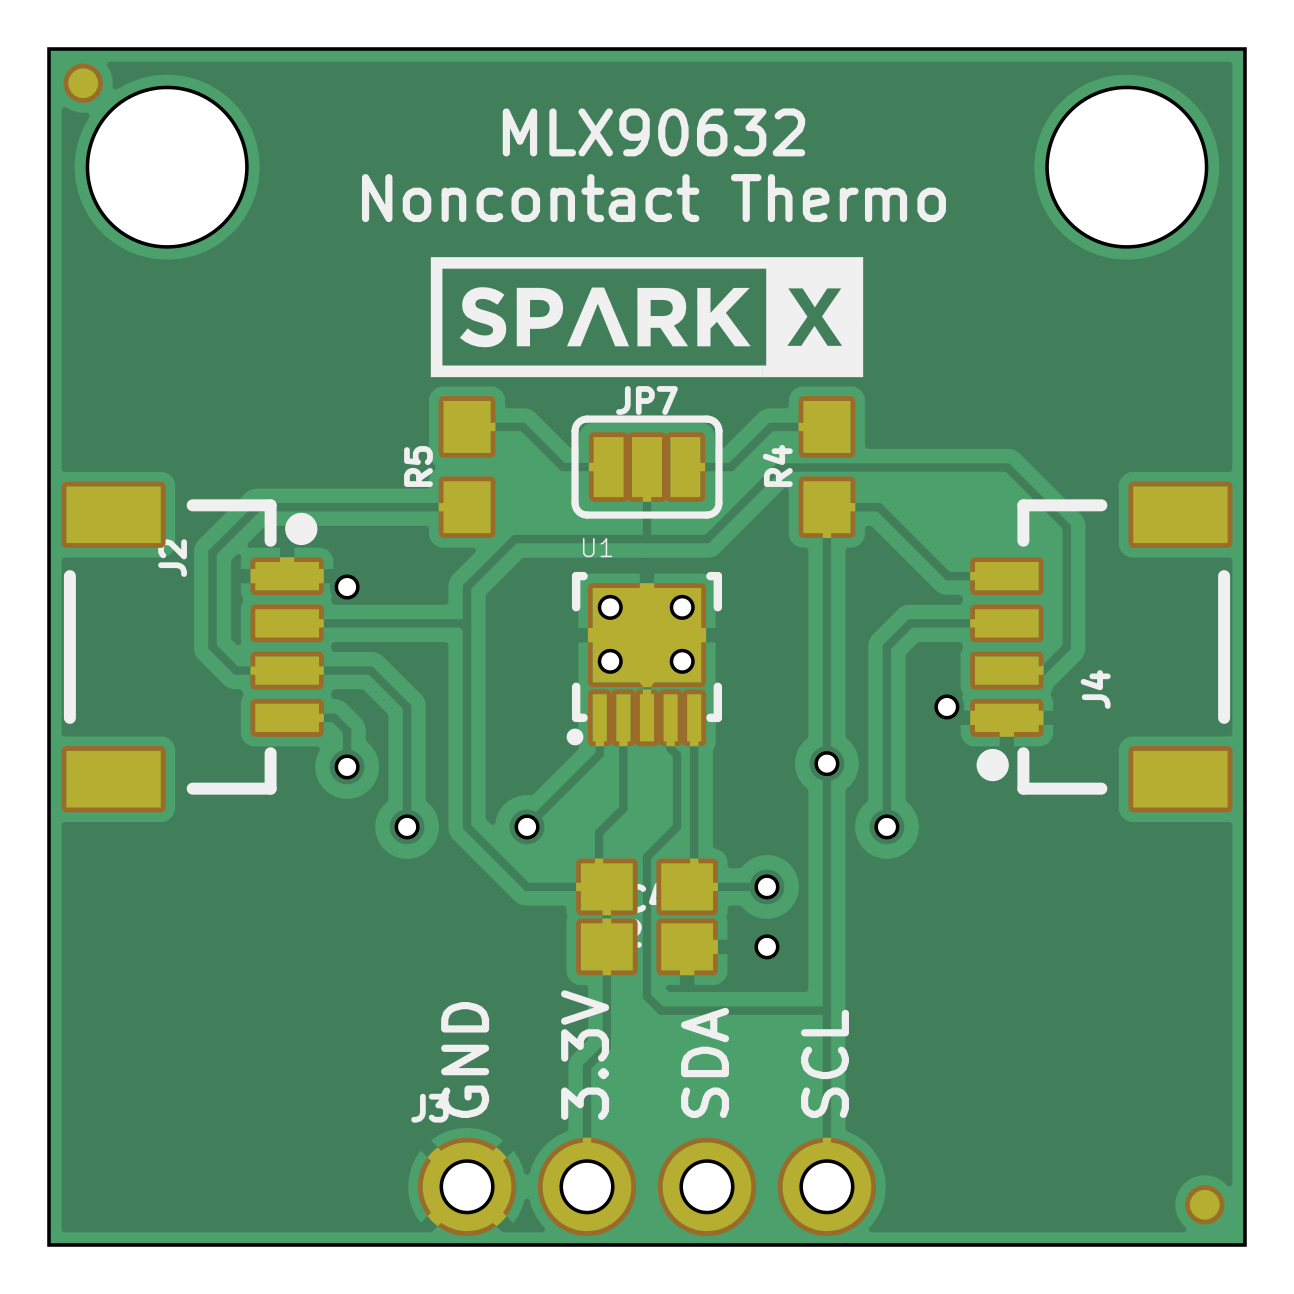 MLX90632
Noncontact Thermo
SPARK X
JP7
R5
R4
U1
J2
J4
GND
3.3V
SDA
SCL
J3